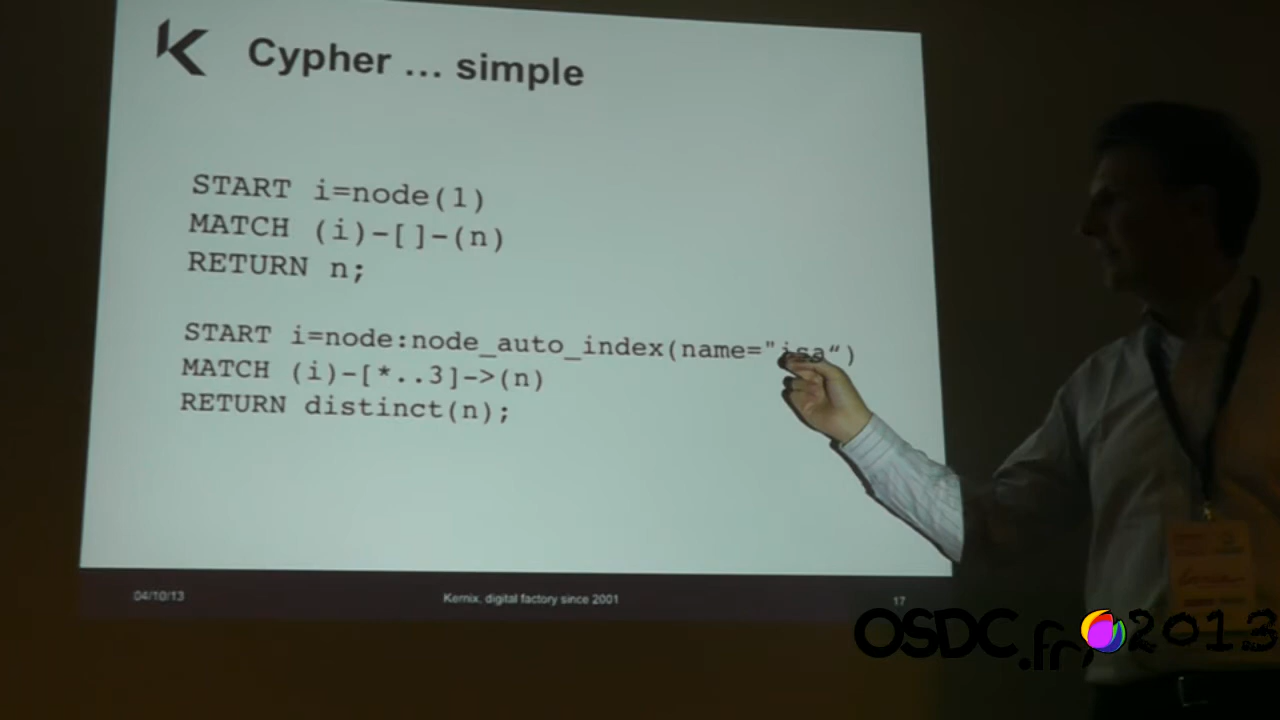 Cypher ... simple
START i=node(1)
MATCH (i)-[]-(n)
RETURN n;
START i=node:node_auto_index(name="isa“)
MATCH (i)-[*..3]->(n)
RETURN distinct(n);
04/10/13
Kernix, digital factory since 2001
17
OSDC.fr 2013